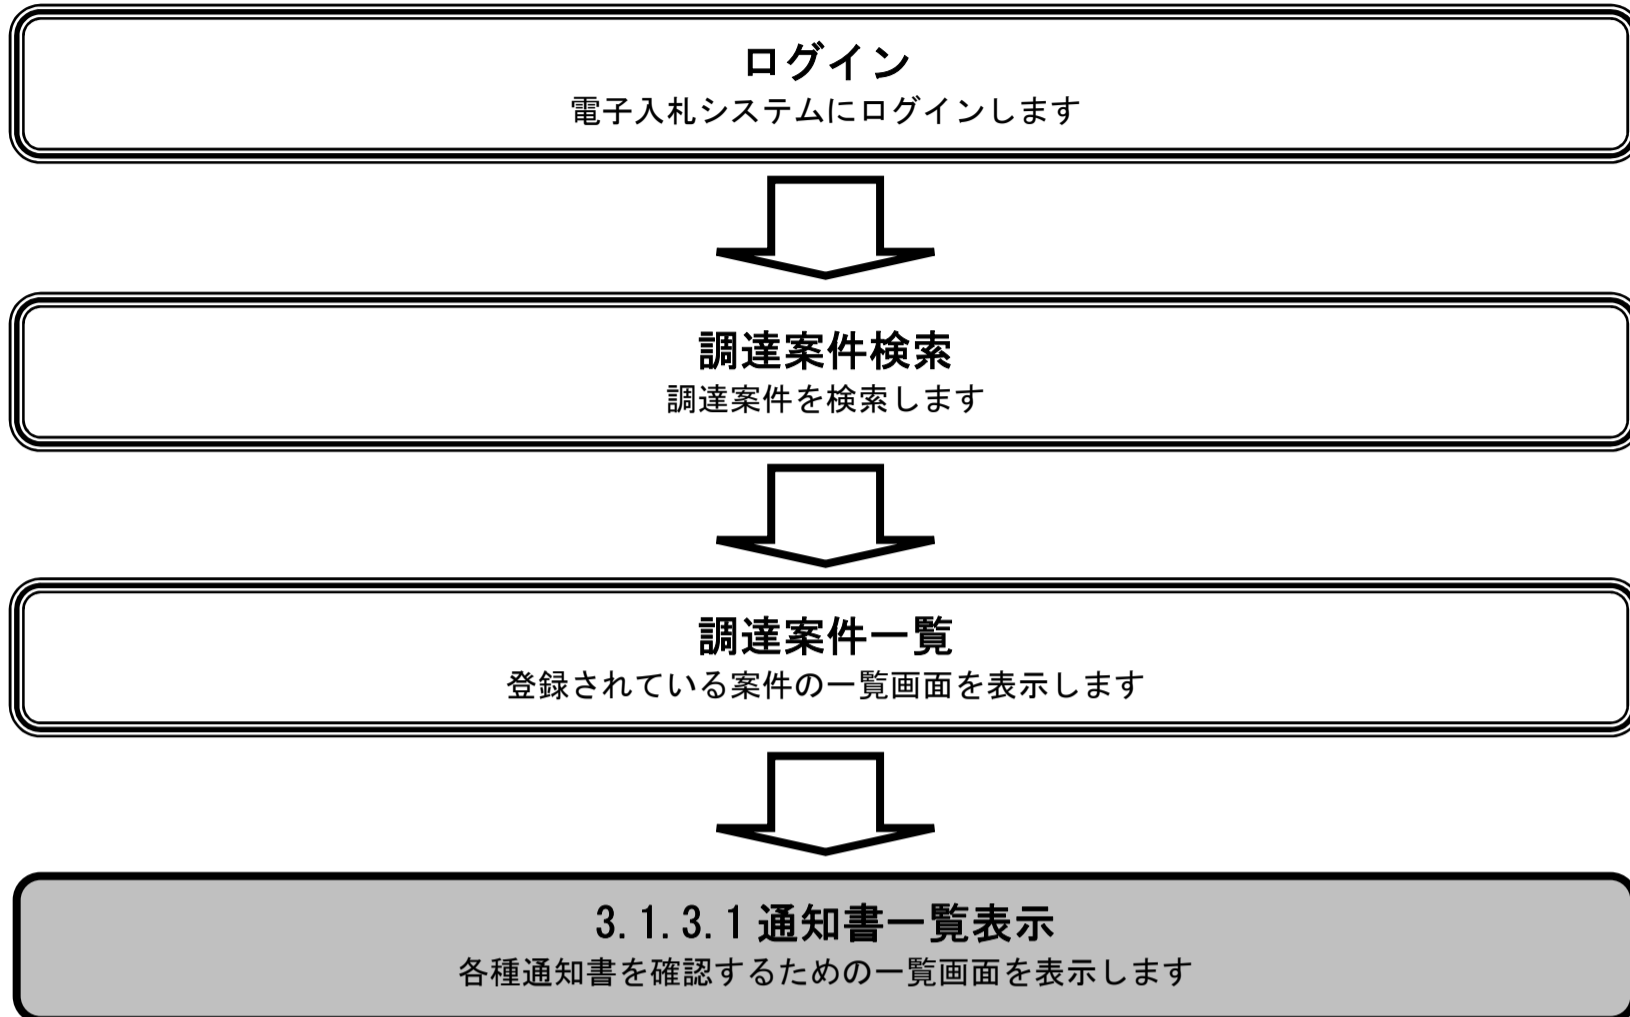 ログイン
電子入札システムにログインします
調達案件検索
調達案件を検索します
調達案件一覧
登録されている案件の一覧画面を表示します
3.1.3.1 通知書一覧表示
各種通知書を確認するための一覧画面を表示します